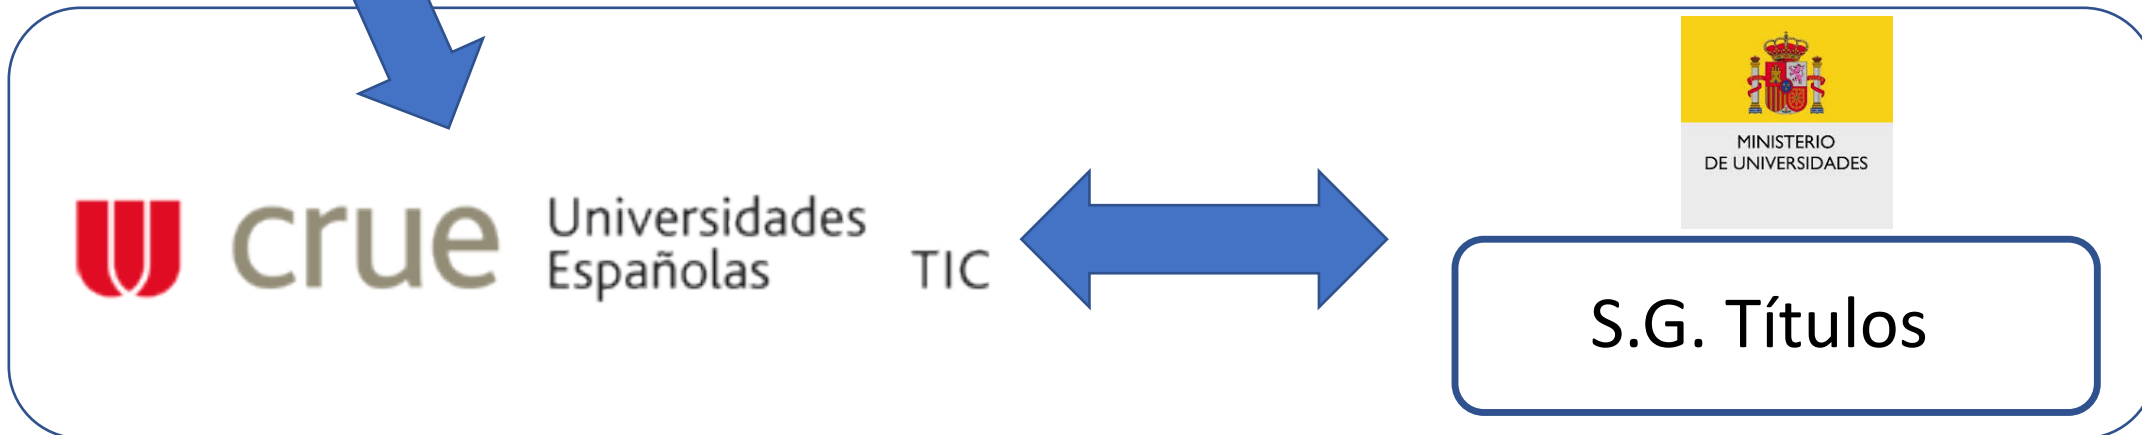 MINISTERIO
DE UNIVERSIDADES
crue
Universidades
Españolas
TIC
S.G. Títulos